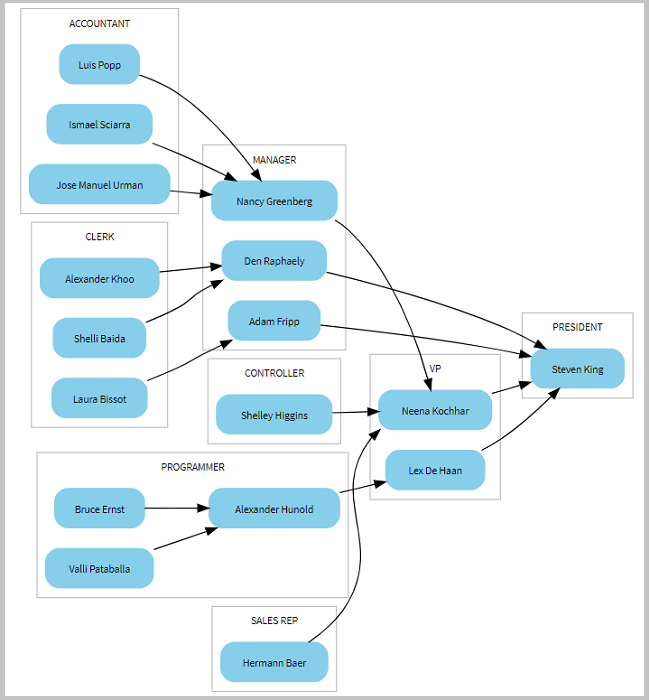 ACCOUNTANT
Luis Popp
Ismael Sciarra
Jose Manuel Urman
CLERK
Alexander Khoo
Shelli Baida
Laura Bissot
MANAGER
Nancy Greenberg
Den Raphaely
Adam Fripp
CONTROLLER
Shelley Higgins
PROGRAMMER
Bruce Ernst
Valli Pataballa
Alexander Hunold
SALES REP
Hermann Baer
VP
Neena Kochhar
Lex De Haan
PRESIDENT
Steven King